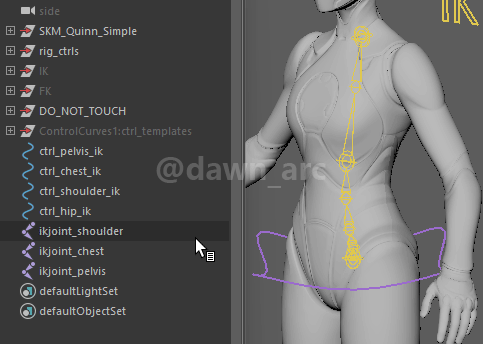 side
SKM_Quinn_Simple
rig_ctrls
IK
FK
DO_NOT_TOUCH
ControlCurves1:ctrl_templates
ctrl_pelvis_ik
ctrl_chest_ik
@dawn_arc
ctrl_shoulder_ik
ctrl_hip_ik
ikjoint_shoulder
ikjoint_chest
ikjoint_pelvis
defaultLightSet
defaultObjectSet
IK